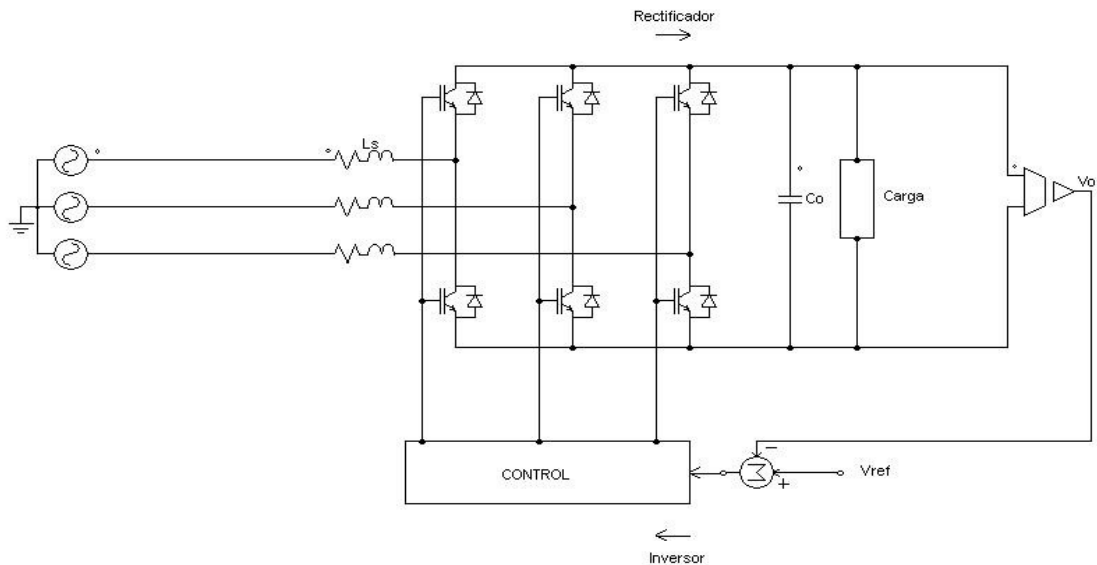 Rectificador
Ls
Co
Carga
Vo
CONTROL
−
Σ
+
Vref
Inversor